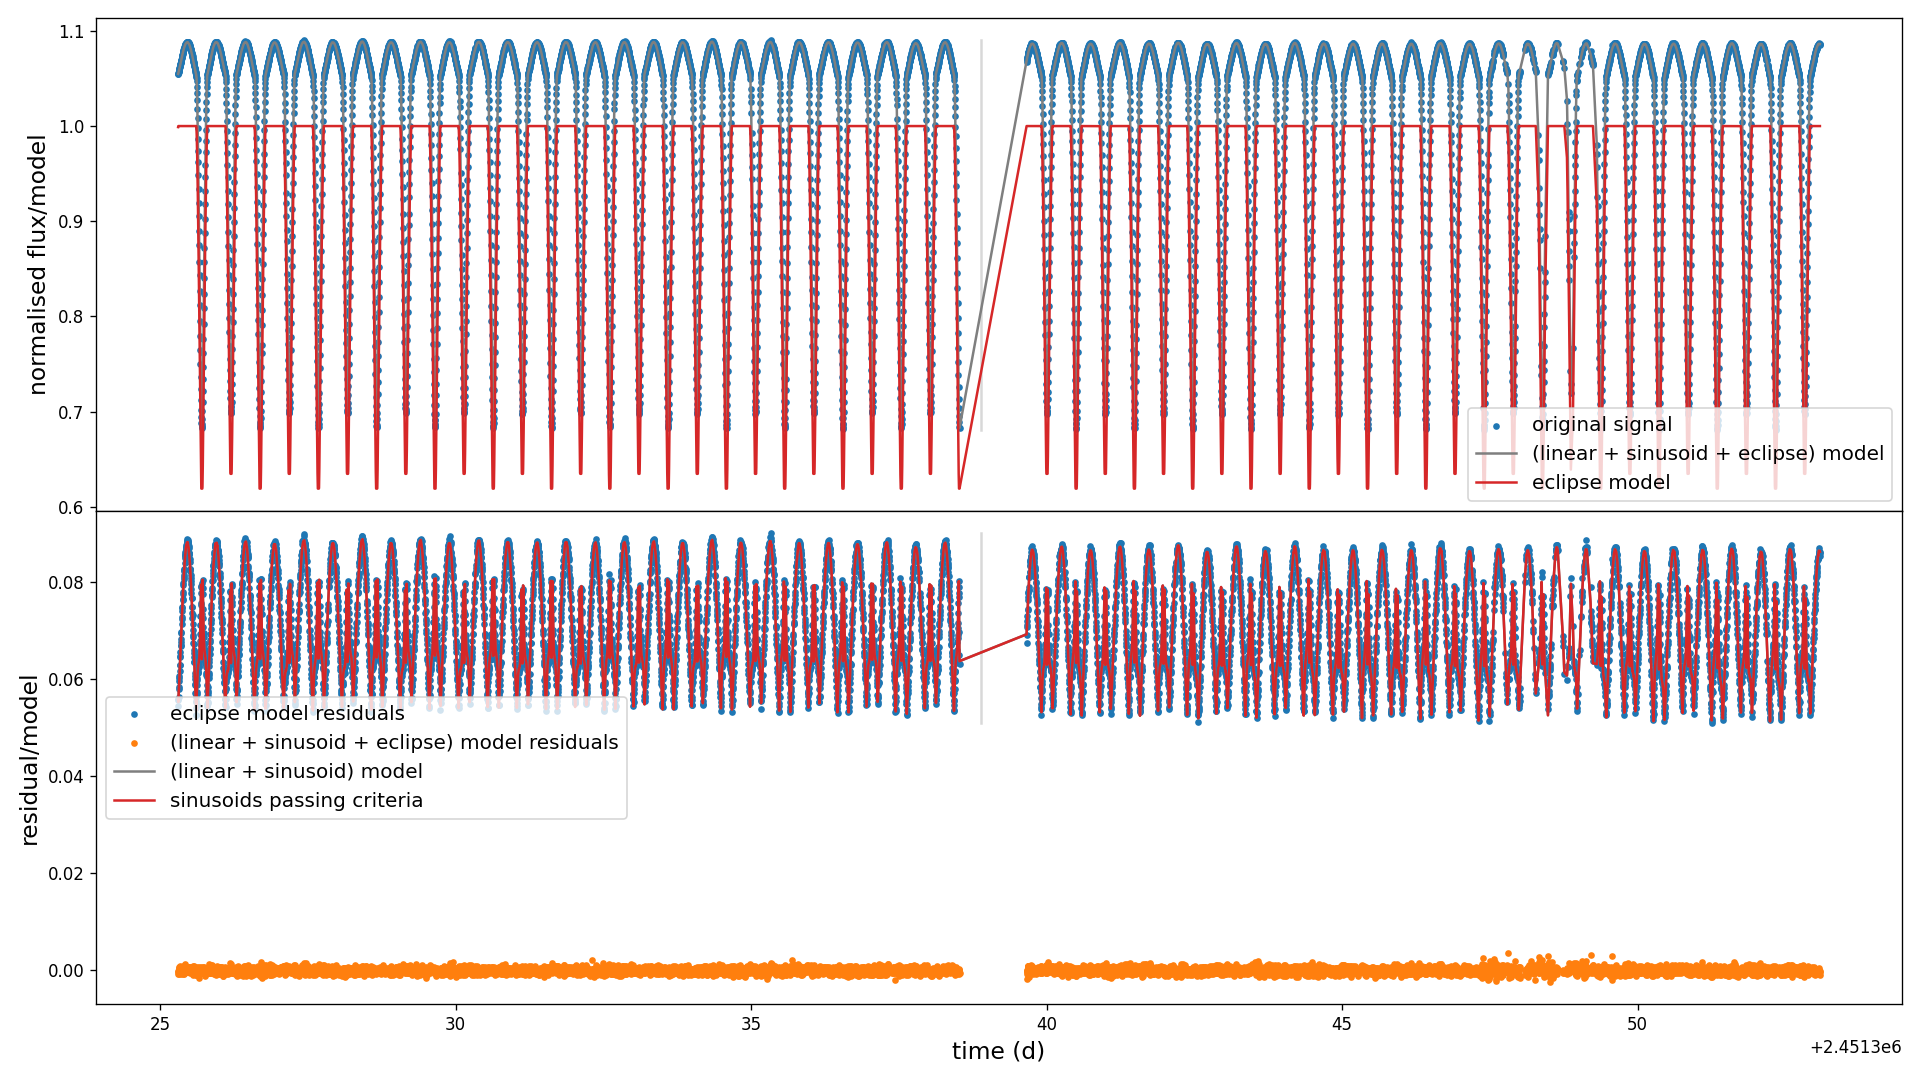 1.1
1.0
0.9
0.8
0.7
0.6
normalised flux/model
original signal
(linear + sinusoid + eclipse) model
eclipse model
0.08
0.06
0.04
0.02
0.00
residual/model
eclipse model residuals
(linear + sinusoid + eclipse) model residuals
(linear + sinusoid) model
sinusoids passing criteria
25
30
35
40
45
50
time (d)
+2.4513e6